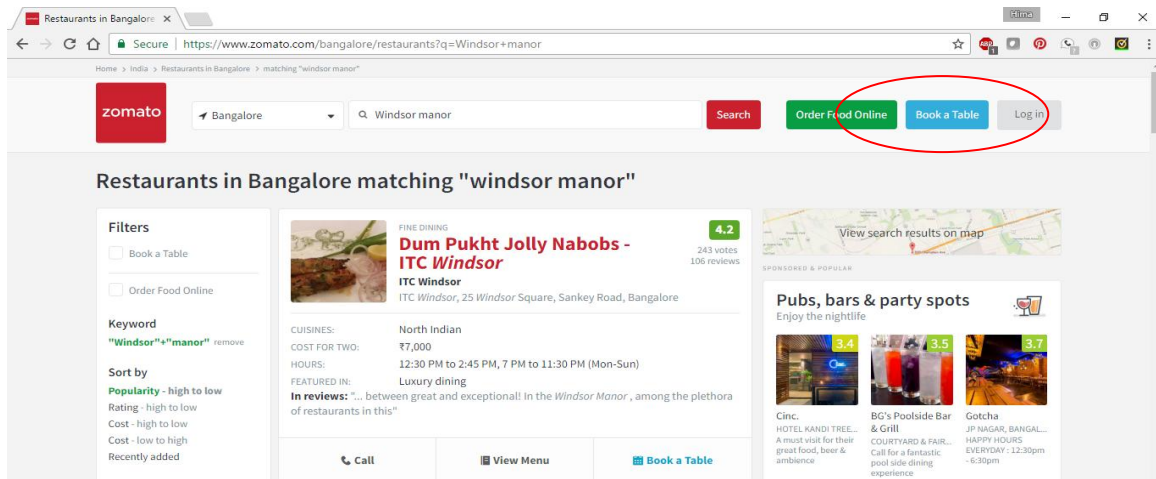 Restaurants in Bangalore
Hima
Secure https://www.zomato.com/bangalore/restaurants?q=Windsor+manor
Home > India > Restaurants in Bangalore > matching "windsor manor"
zomato
Bangalore
Windsor manor
Search
Order Food Online
Book a Table
Log in
Restaurants in Bangalore matching "windsor manor"
Filters
Book a Table
Order Food Online
Keyword
"Windsor"+"manor" remove
Sort by
Popularity - high to low
Rating - high to low
Cost - high to low
Cost - low to high
Recently added
FINE DINING
Dum Pukht Jolly Nabobs -
ITC Windsor
ITC Windsor
ITC Windsor, 25 Windsor Square, Sankey Road, Bangalore
4.2
243 votes
106 reviews
CUISINES: North Indian
COST FOR TWO: ₹7,000
HOURS: 12:30 PM to 2:45 PM, 7 PM to 11:30 PM (Mon-Sun)
FEATURED IN: Luxury dining
In reviews: "... between great and exceptional! In the Windsor Manor , among the plethora
of restaurants in this"
Call
View Menu
Book a Table
View search results on map
SPONSORED & POPULAR
Pubs, bars & party spots
Enjoy the nightlife
3.4
Cinc.
HOTEL KANDI TREE...
A must visit for their
great food, beer &
ambience
3.5
BG's Poolside Bar
& Grill
COURTYARD & FAIR...
Call for a fantastic
pool side dining
experience
3.7
Gotcha
JP NAGAR, BANGAL...
HAPPY HOURS
EVERYDAY : 12:30pm
- 6:30pm